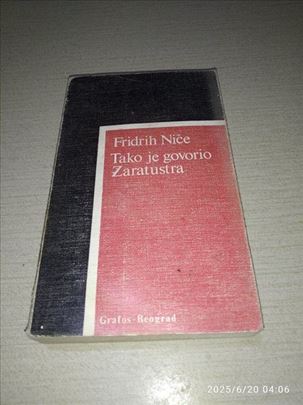 Fridrih Niče
Tako je govorio
Zaratustra
Grafos-Beograd
2025/6/20 04:06